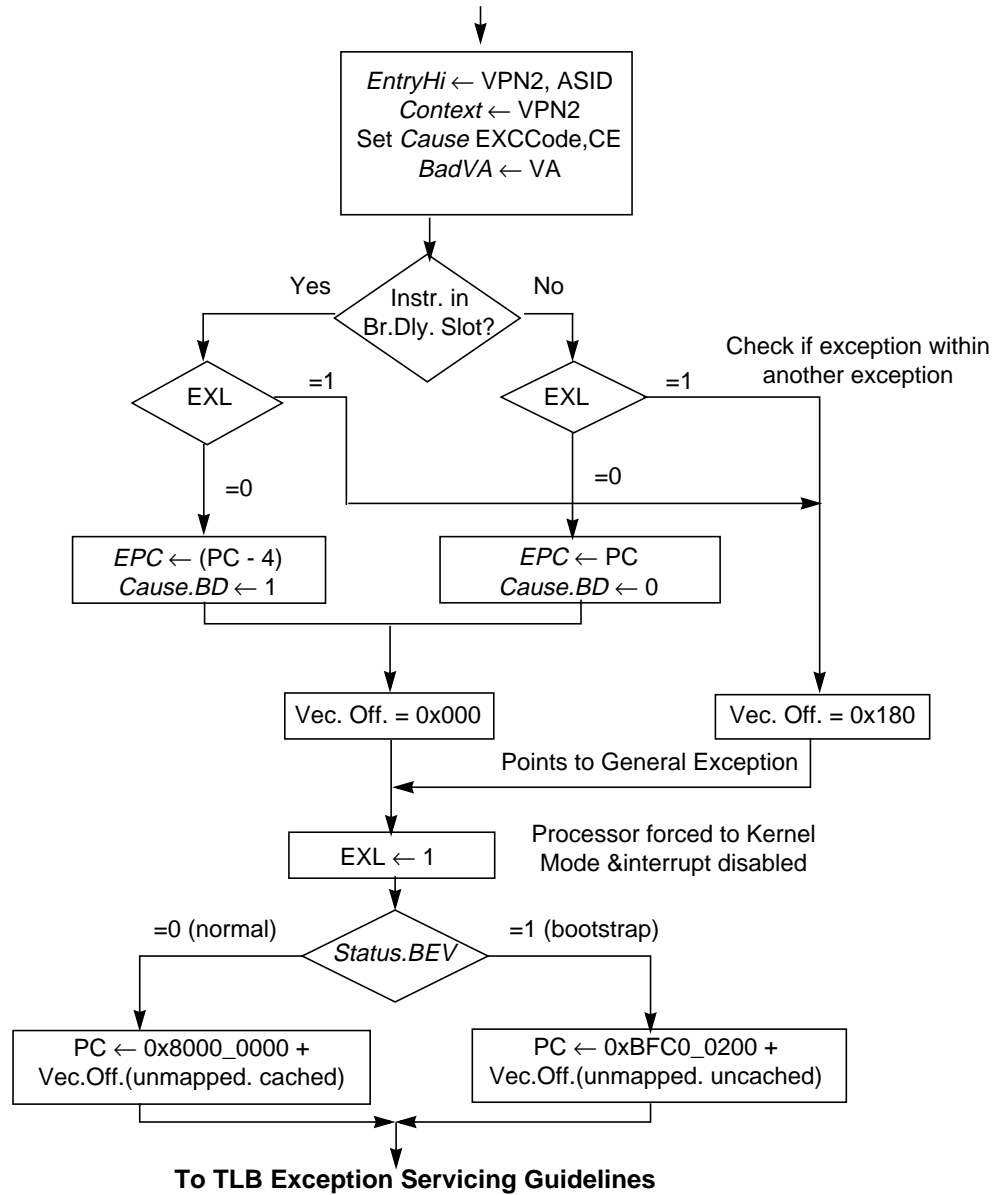 EntryHi ← VPN2, ASID
Context ← VPN2
Set Cause EXCCode,CE
BadVA ← VA
Yes
No
Instr. in
Br.Dly. Slot?
Check if exception within
another exception
EXL
=1
EXL
=1
=0
=0
EPC ← (PC - 4)
Cause.BD ← 1
EPC ← PC
Cause.BD ← 0
Vec. Off. = 0x000
Vec. Off. = 0x180
Points to General Exception
EXL ← 1
Processor forced to Kernel
Mode &interrupt disabled
=0 (normal)
=1 (bootstrap)
Status.BEV
PC ← 0x8000_0000 +
Vec.Off.(unmapped. cached)
PC ← 0xBFC0_0200 +
Vec.Off.(unmapped. uncached)
To TLB Exception Servicing Guidelines